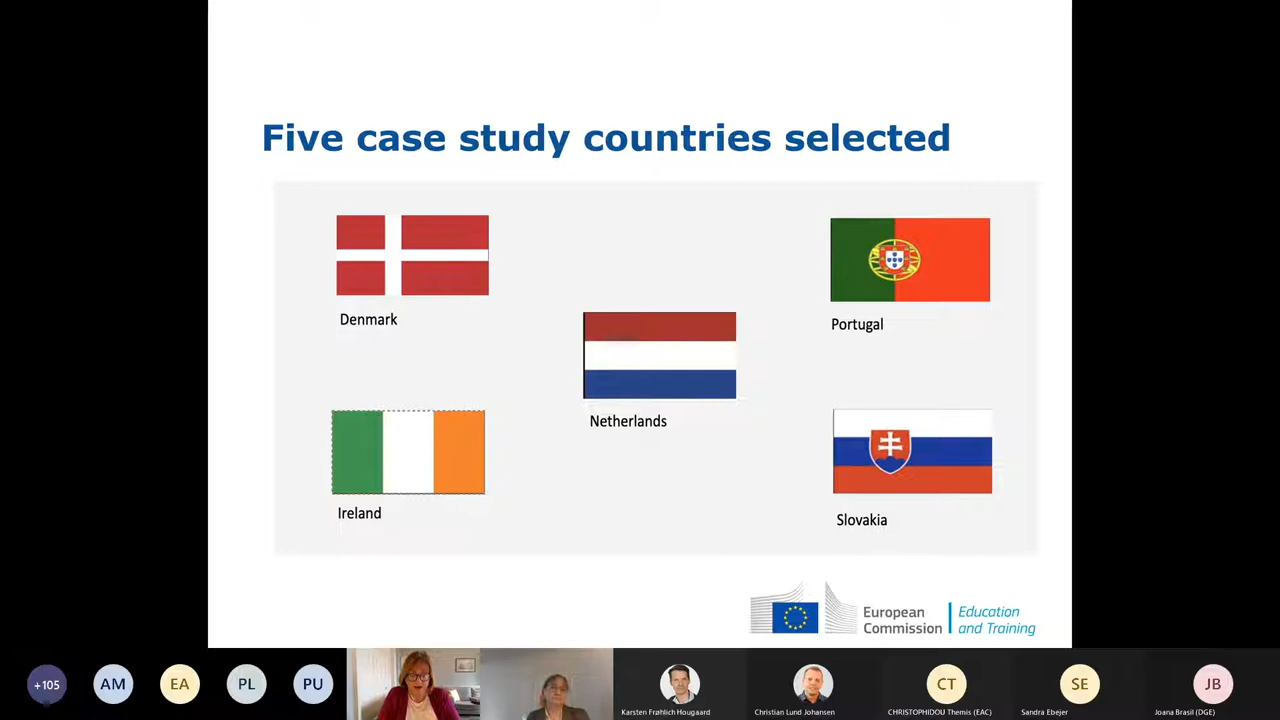 Five case study countries selected
Denmark
Portugal
Netherlands
Ireland
Slovakia
European
Commission
Education
and Training
+105
AM
EA
PL
PU
Karsten Frøhlich Hougaard
Christian Lund Johansen
CT
CHRISTOPHIDOU Themis (EAC)
SE
Sandra Ebejer
JB
Joana Brasil (DGE)